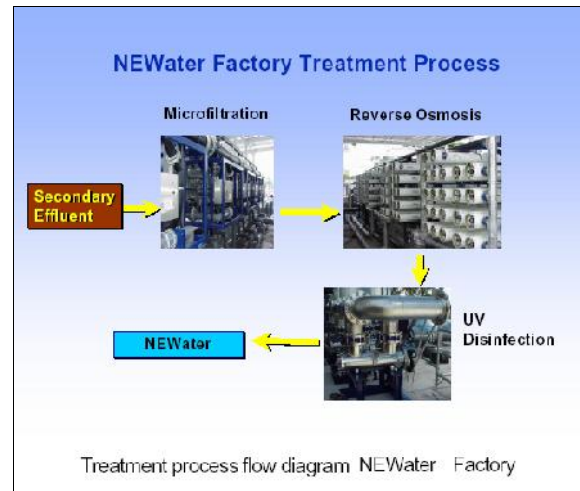 NEWater Factory Treatment Process
Microfiltration
Reverse Osmosis
Secondary
Effluent
UV
Disinfection
NEWater
Treatment process flow diagram NEWater Factory